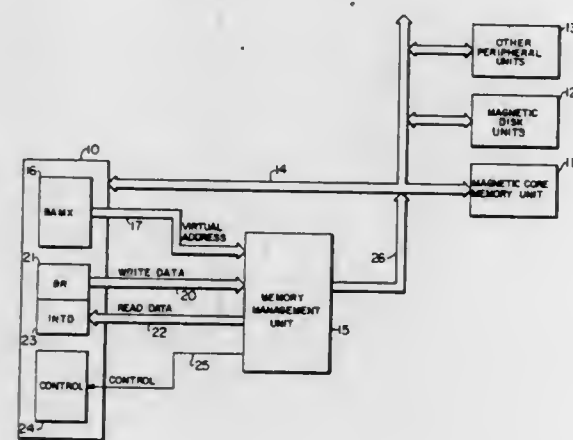 13
OTHER
PERIPHERAL
UNITS
12
MAGNETIC
DISK
UNITS
10
14
11
16
MAGNETIC CORE
MEMORY UNIT
BAMX
17
VIRTUAL
ADDRESS
21
26
BR
WRITE DATA
20
MEMORY
MANAGEMENT
UNIT
READ DATA
INTD
22
15
23
25
CONTROL
CONTROL
24